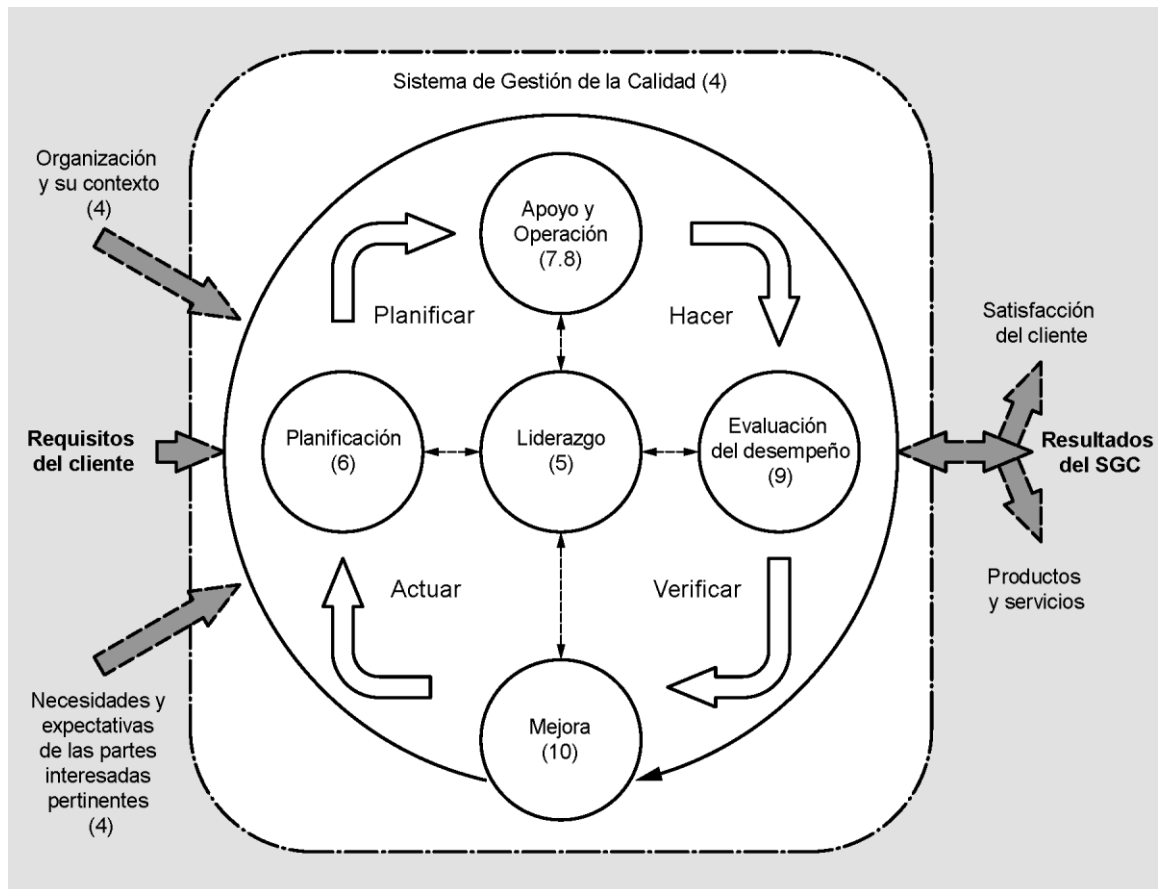 Sistema de Gestión de la Calidad (4)
Organización
y su contexto
(4)
Apoyo y
Operación
(7.8)
Planificar
Hacer
Satisfacción
del cliente
Requisitos
del cliente
Planificación
(6)
Liderazgo
(5)
Evaluación
del desempeño
(9)
Resultados
del SGC
Actuar
Verificar
Productos
y servicios
Necesidades y
expectativas
de las partes
interesadas
pertinentes
(4)
Mejora
(10)